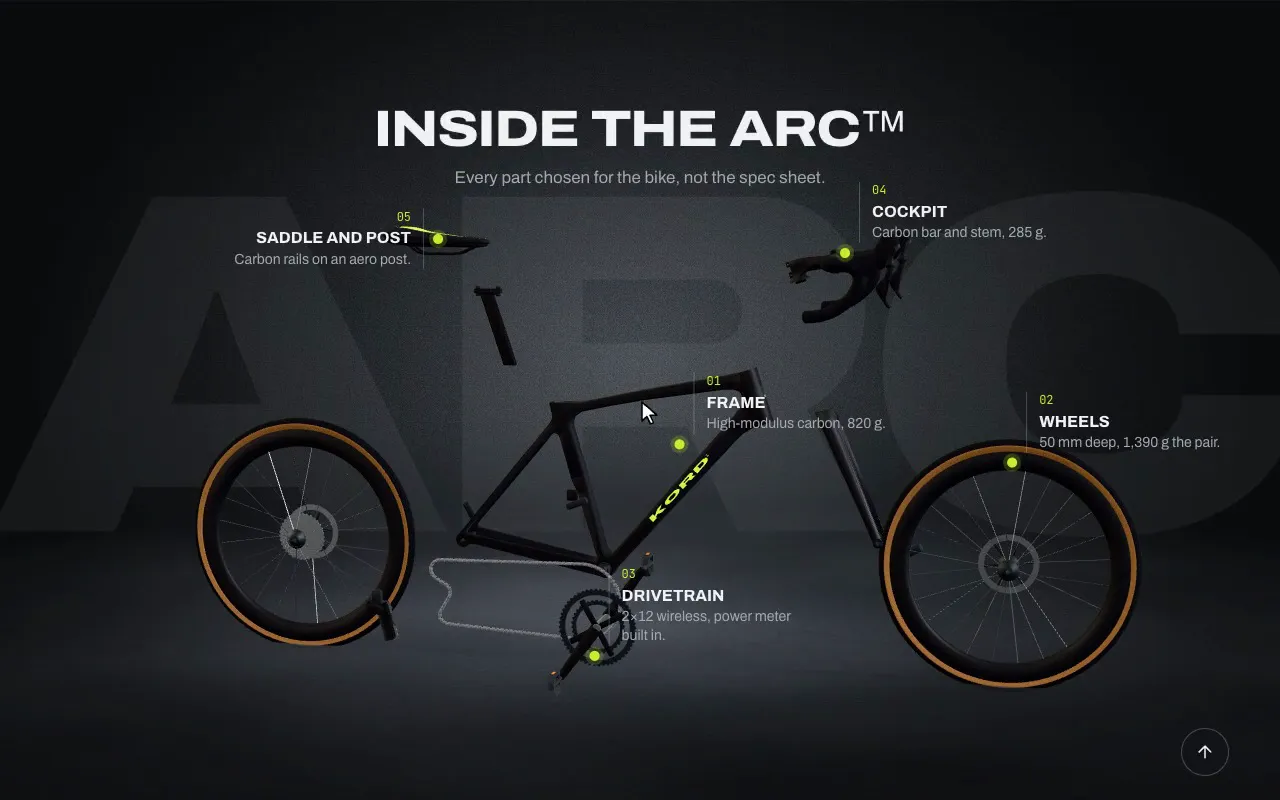 INSIDE THE ARC™
Every part chosen for the bike, not the spec sheet.
ARC
04
COCKPIT
Carbon bar and stem, 285 g.
05
SADDLE AND POST
Carbon rails on an aero post.
01
FRAME
High-modulus carbon, 820 g.
02
WHEELS
50 mm deep, 1,390 g the pair.
KORD
03
DRIVETRAIN
2×12 wireless, power meter
built in.